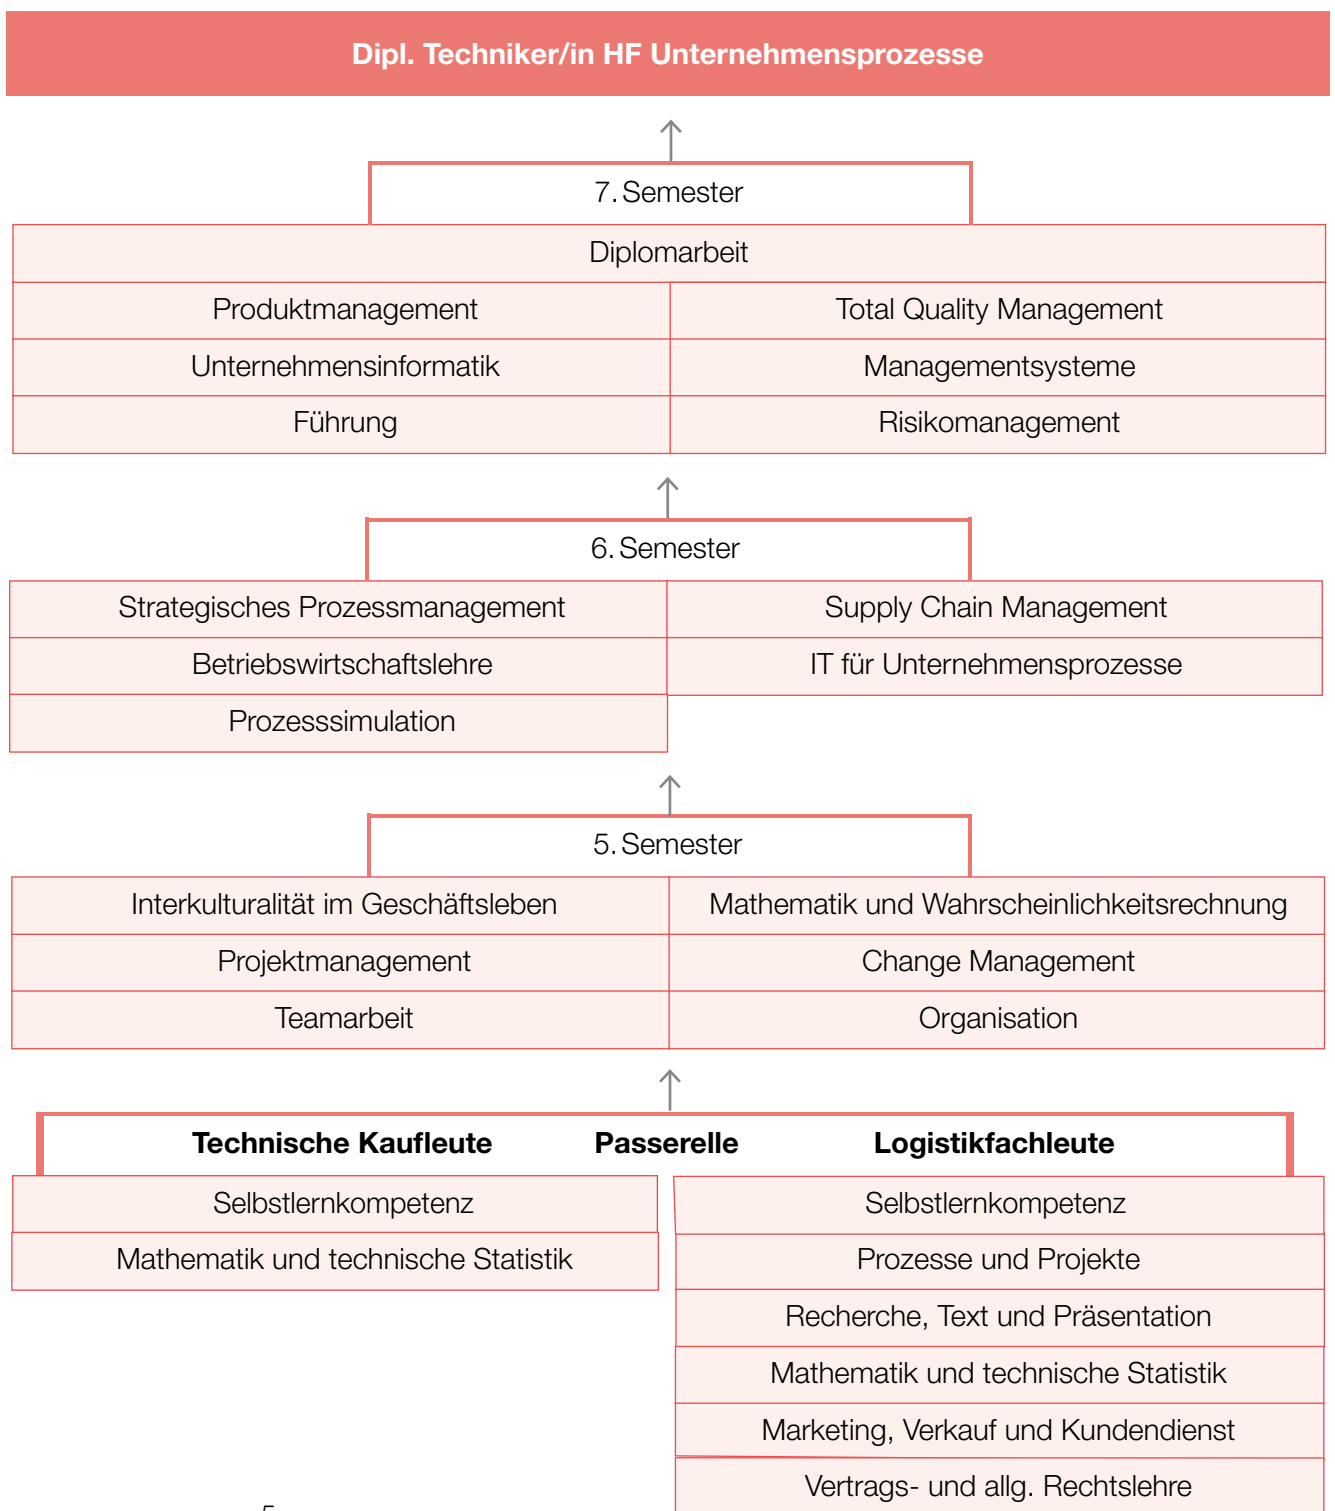 Dipl. Techniker/in HF Unternehmensprozesse
7. Semester
Diplomarbeit
Produktmanagement
Total Quality Management
Unternehmensinformatik
Managementsysteme
Führung
Risikomanagement
6. Semester
Strategisches Prozessmanagement
Supply Chain Management
Betriebswirtschaftslehre
IT für Unternehmensprozesse
Prozesssimulation
5. Semester
Interkulturalität im Geschäftsleben
Mathematik und Wahrscheinlichkeitsrechnung
Projektmanagement
Change Management
Teamarbeit
Organisation
Technische Kaufleute
Passerelle
Logistikfachleute
Selbstlernkompetenz
Selbstlernkompetenz
Mathematik und technische Statistik
Prozesse und Projekte
Recherche, Text und Präsentation
Mathematik und technische Statistik
Marketing, Verkauf und Kundendienst
Vertrags- und allg. Rechtslehre